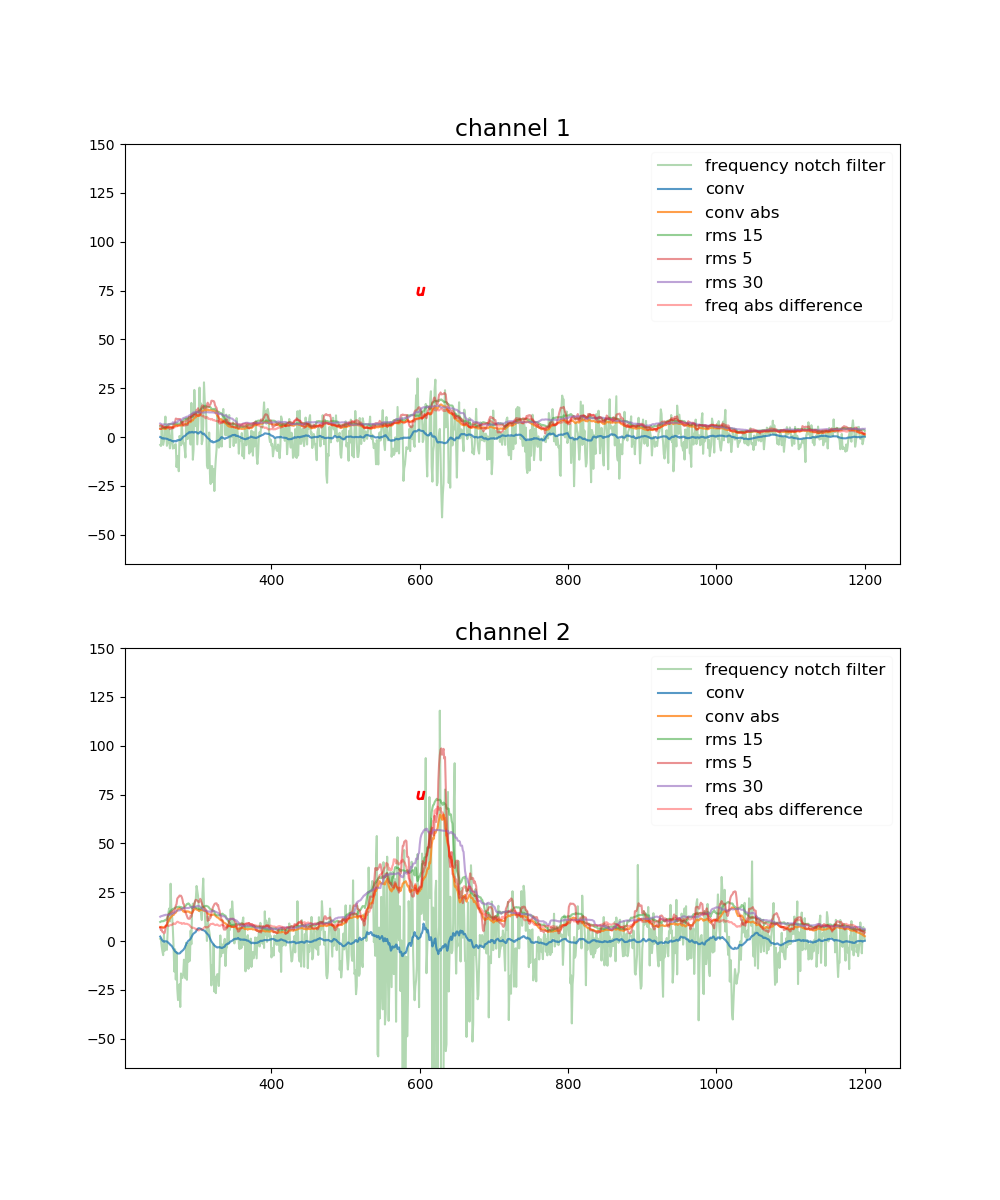 channel 1
150
125
100
75
50
25
0
−25
−50
400
600
800
1000
1200
frequency notch filter
conv
conv abs
rms 15
rms 5
rms 30
freq abs difference
u
channel 2
150
125
100
75
50
25
0
−25
−50
400
600
800
1000
1200
frequency notch filter
conv
conv abs
rms 15
rms 5
rms 30
freq abs difference
u